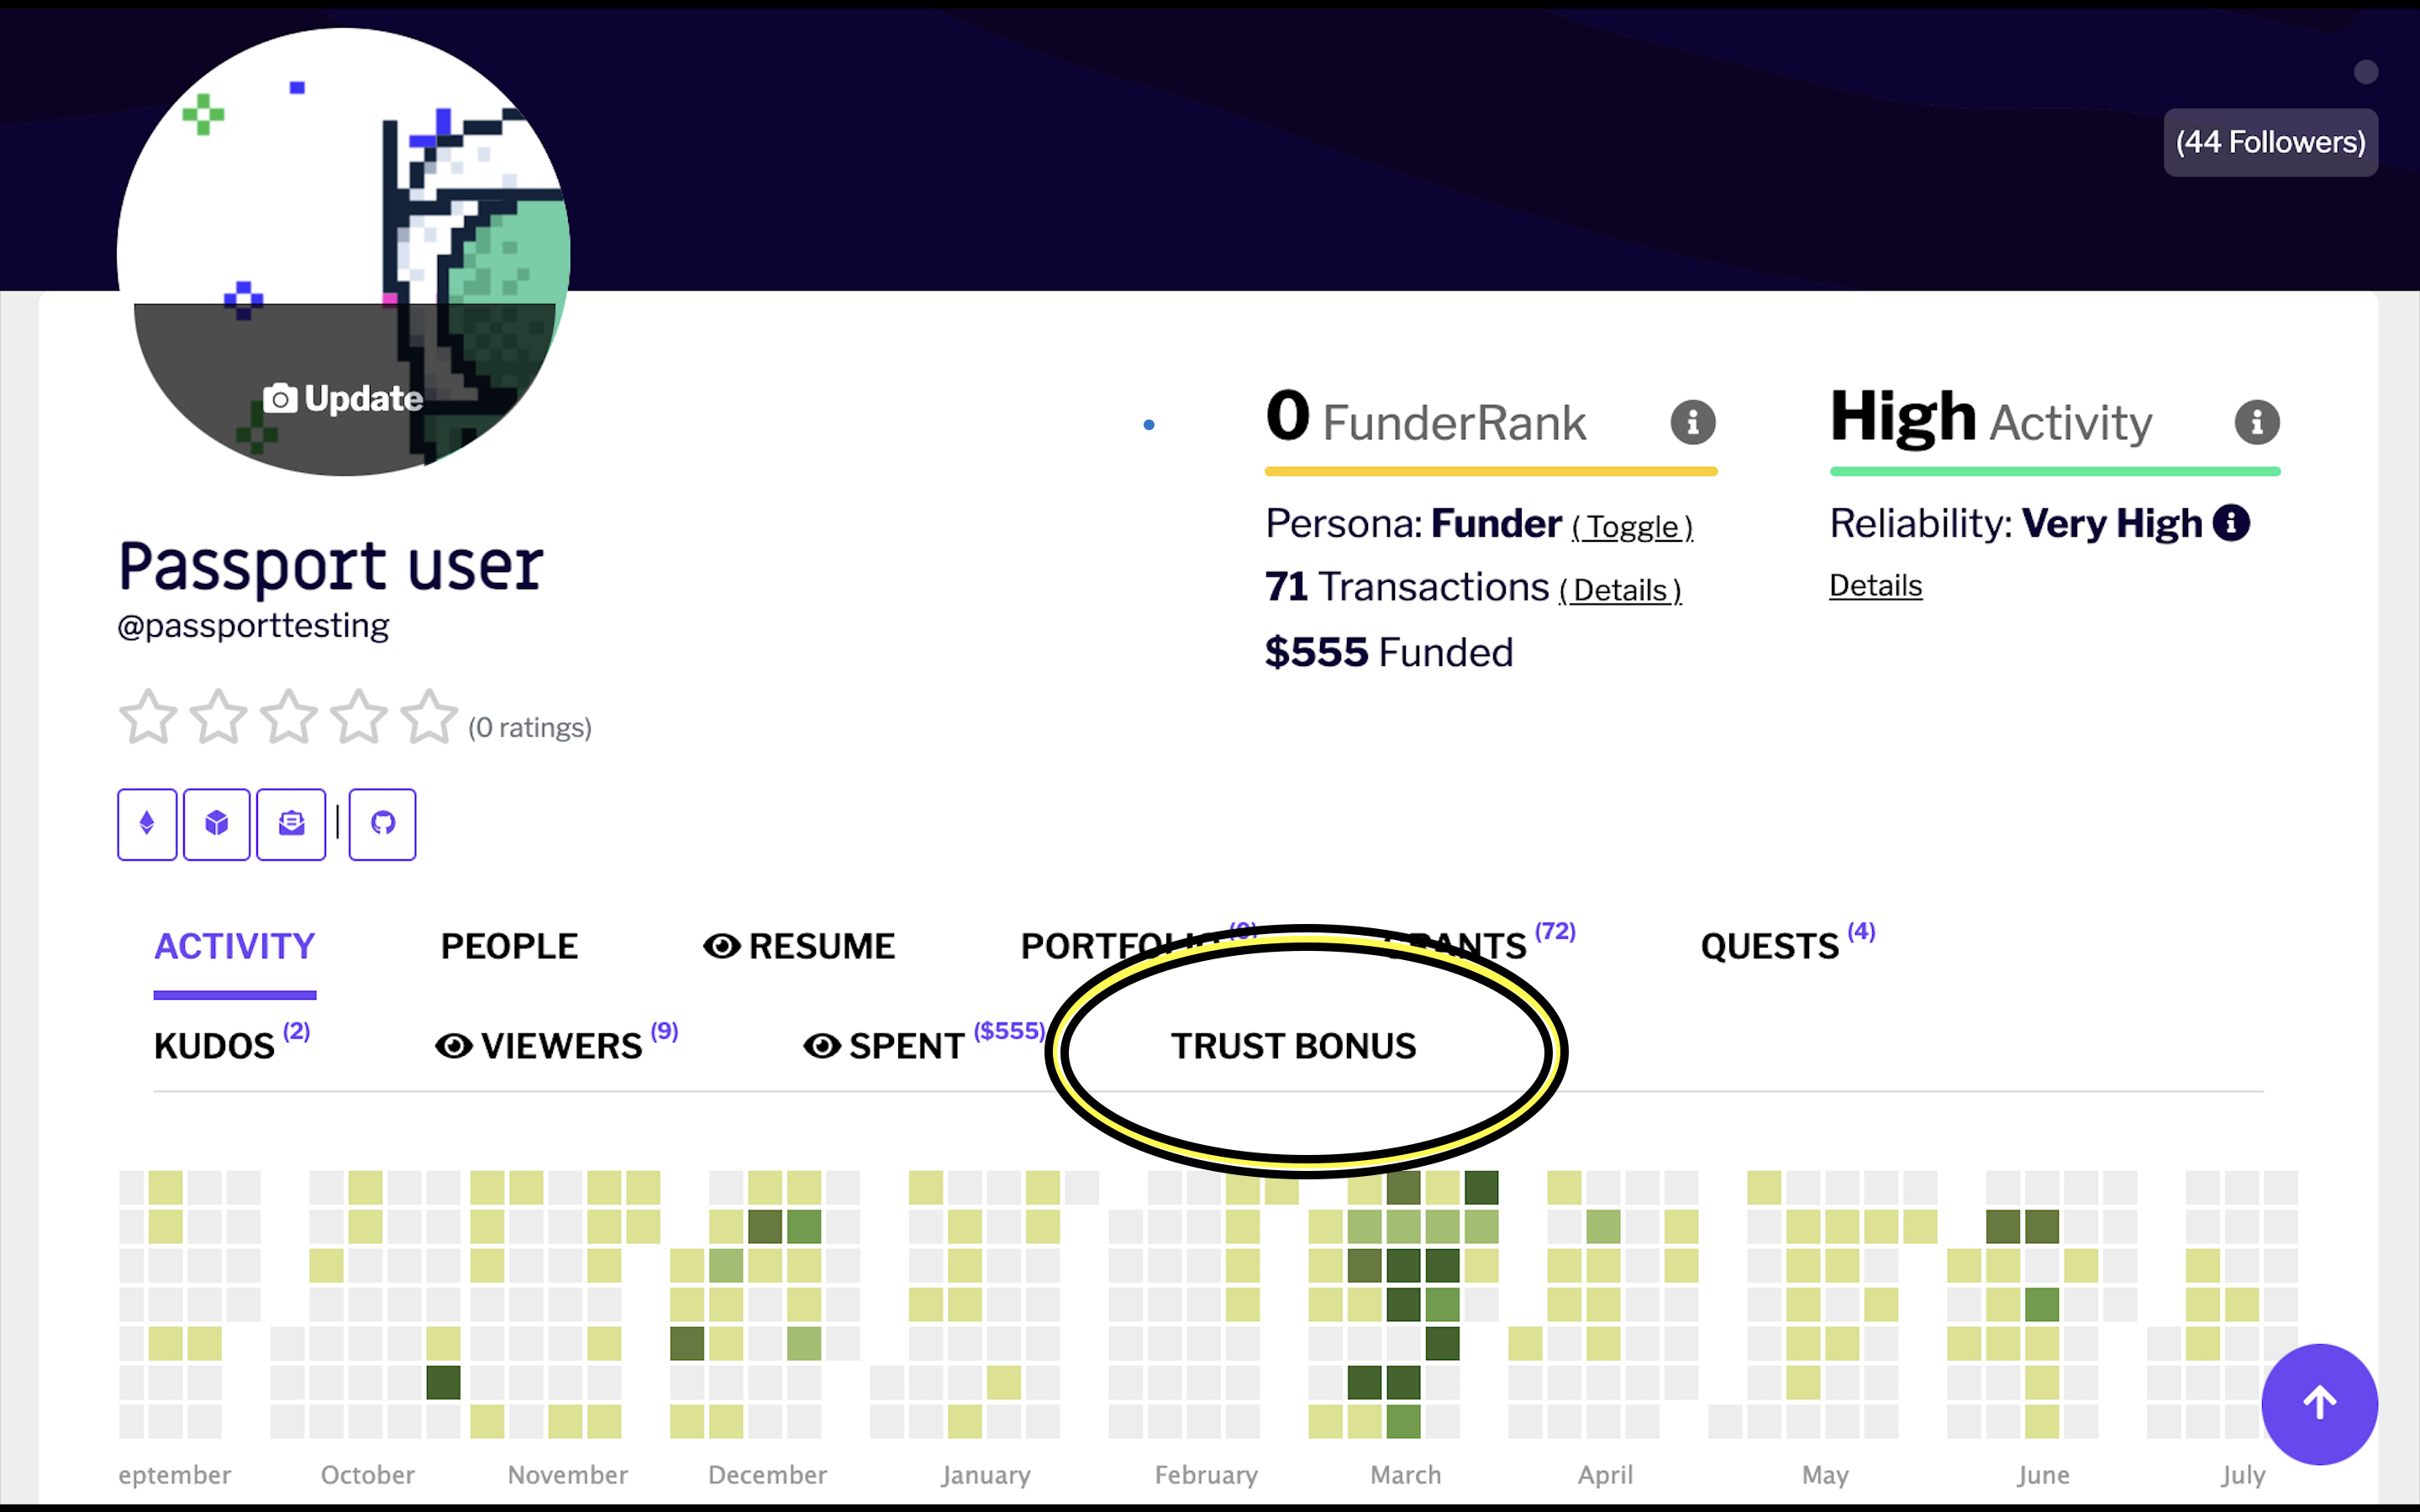 (44 Followers)
Update
0 FunderRank
High Activity
Persona: Funder (Toggle)
Reliability: Very High
71 Transactions (Details)
Details
$555 Funded
Passport user
@passporttesting
(0 ratings)
ACTIVITY PEOPLE RESUME PORTFOLIO (0) GRANTS (72) QUESTS (4)
KUDOS (2) VIEWERS (9) SPENT ($555) TRUST BONUS
eptember October November December January February March April May June July